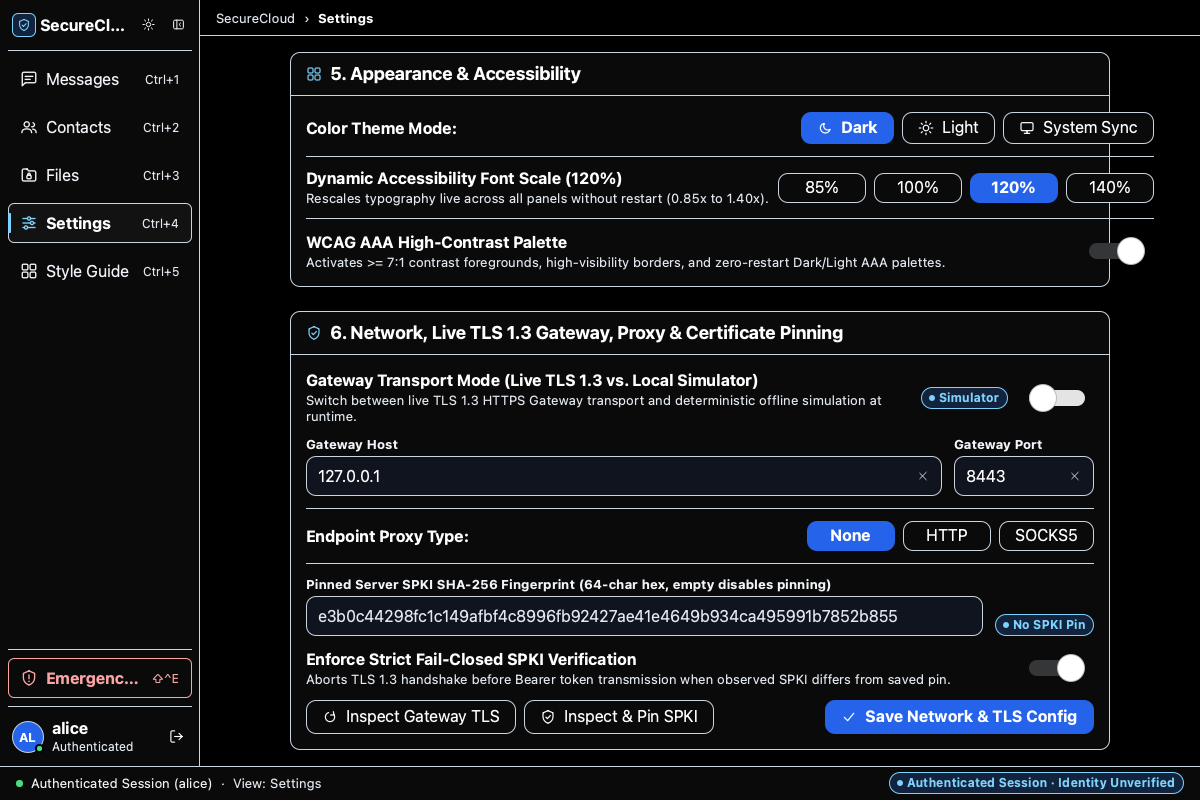 SecureCl...
SecureCloud › Settings
Messages Ctrl+1
Contacts Ctrl+2
Files Ctrl+3
Settings Ctrl+4
Style Guide Ctrl+5
Emergenc... ⇧^E
AL
alice
Authenticated
5. Appearance & Accessibility
Color Theme Mode:
Dark Light System Sync
Dynamic Accessibility Font Scale (120%)
Rescales typography live across all panels without restart (0.85x to 1.40x).
85% 100% 120% 140%
WCAG AAA High-Contrast Palette
Activates >= 7:1 contrast foregrounds, high-visibility borders, and zero-restart Dark/Light AAA palettes.
6. Network, Live TLS 1.3 Gateway, Proxy & Certificate Pinning
Gateway Transport Mode (Live TLS 1.3 vs. Local Simulator)
Switch between live TLS 1.3 HTTPS Gateway transport and deterministic offline simulation at
runtime.
Simulator
Gateway Host Gateway Port
127.0.0.1 8443
Endpoint Proxy Type:
None HTTP SOCKS5
Pinned Server SPKI SHA-256 Fingerprint (64-char hex, empty disables pinning)
e3b0c44298fc1c149afbf4c8996fb92427ae41e4649b934ca495991b7852b855
No SPKI Pin
Enforce Strict Fail-Closed SPKI Verification
Aborts TLS 1.3 handshake before Bearer token transmission when observed SPKI differs from saved pin.
Inspect Gateway TLS Inspect & Pin SPKI Save Network & TLS Config
Authenticated Session (alice) · View: Settings
Authenticated Session · Identity Unverified